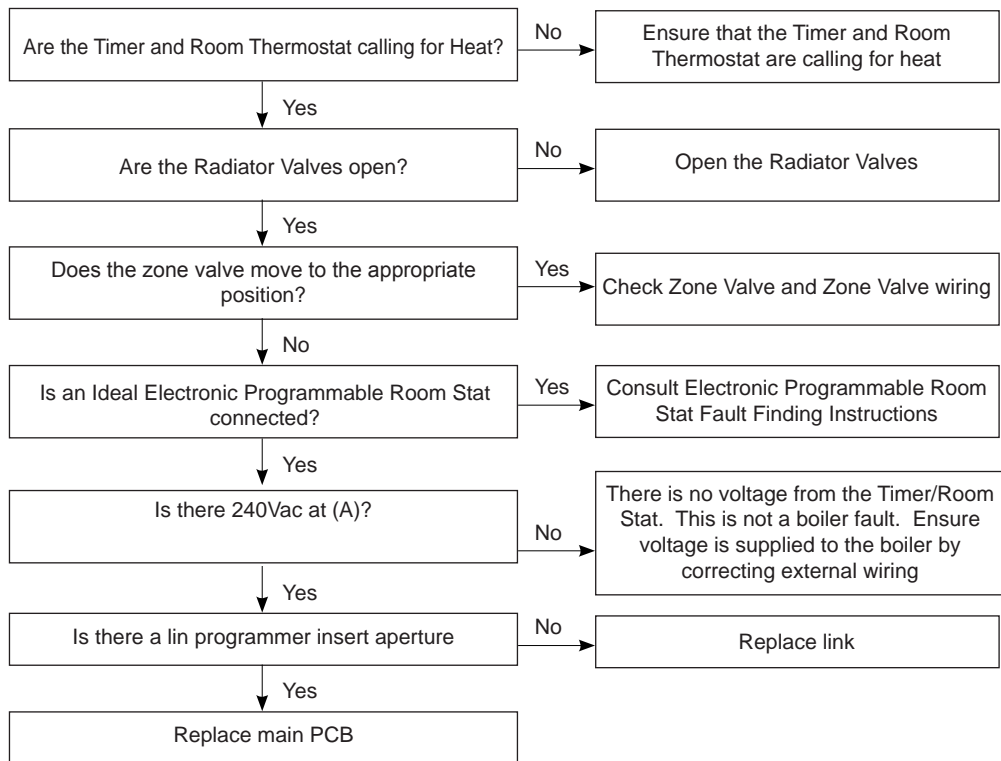 Are the Timer and Room Thermostat calling for Heat?
No
Ensure that the Timer and Room
Thermostat are calling for heat
Yes
Are the Radiator Valves open?
No
Open the Radiator Valves
Yes
Does the zone valve move to the appropriate
position?
Yes
Check Zone Valve and Zone Valve wiring
No
Is an Ideal Electronic Programmable Room Stat
connected?
Yes
Consult Electronic Programmable Room
Stat Fault Finding Instructions
Yes
Is there 240Vac at (A)?
No
There is no voltage from the Timer/Room
Stat. This is not a boiler fault. Ensure
voltage is supplied to the boiler by
correcting external wiring
Yes
Is there a lin programmer insert aperture
No
Replace link
Yes
Replace main PCB